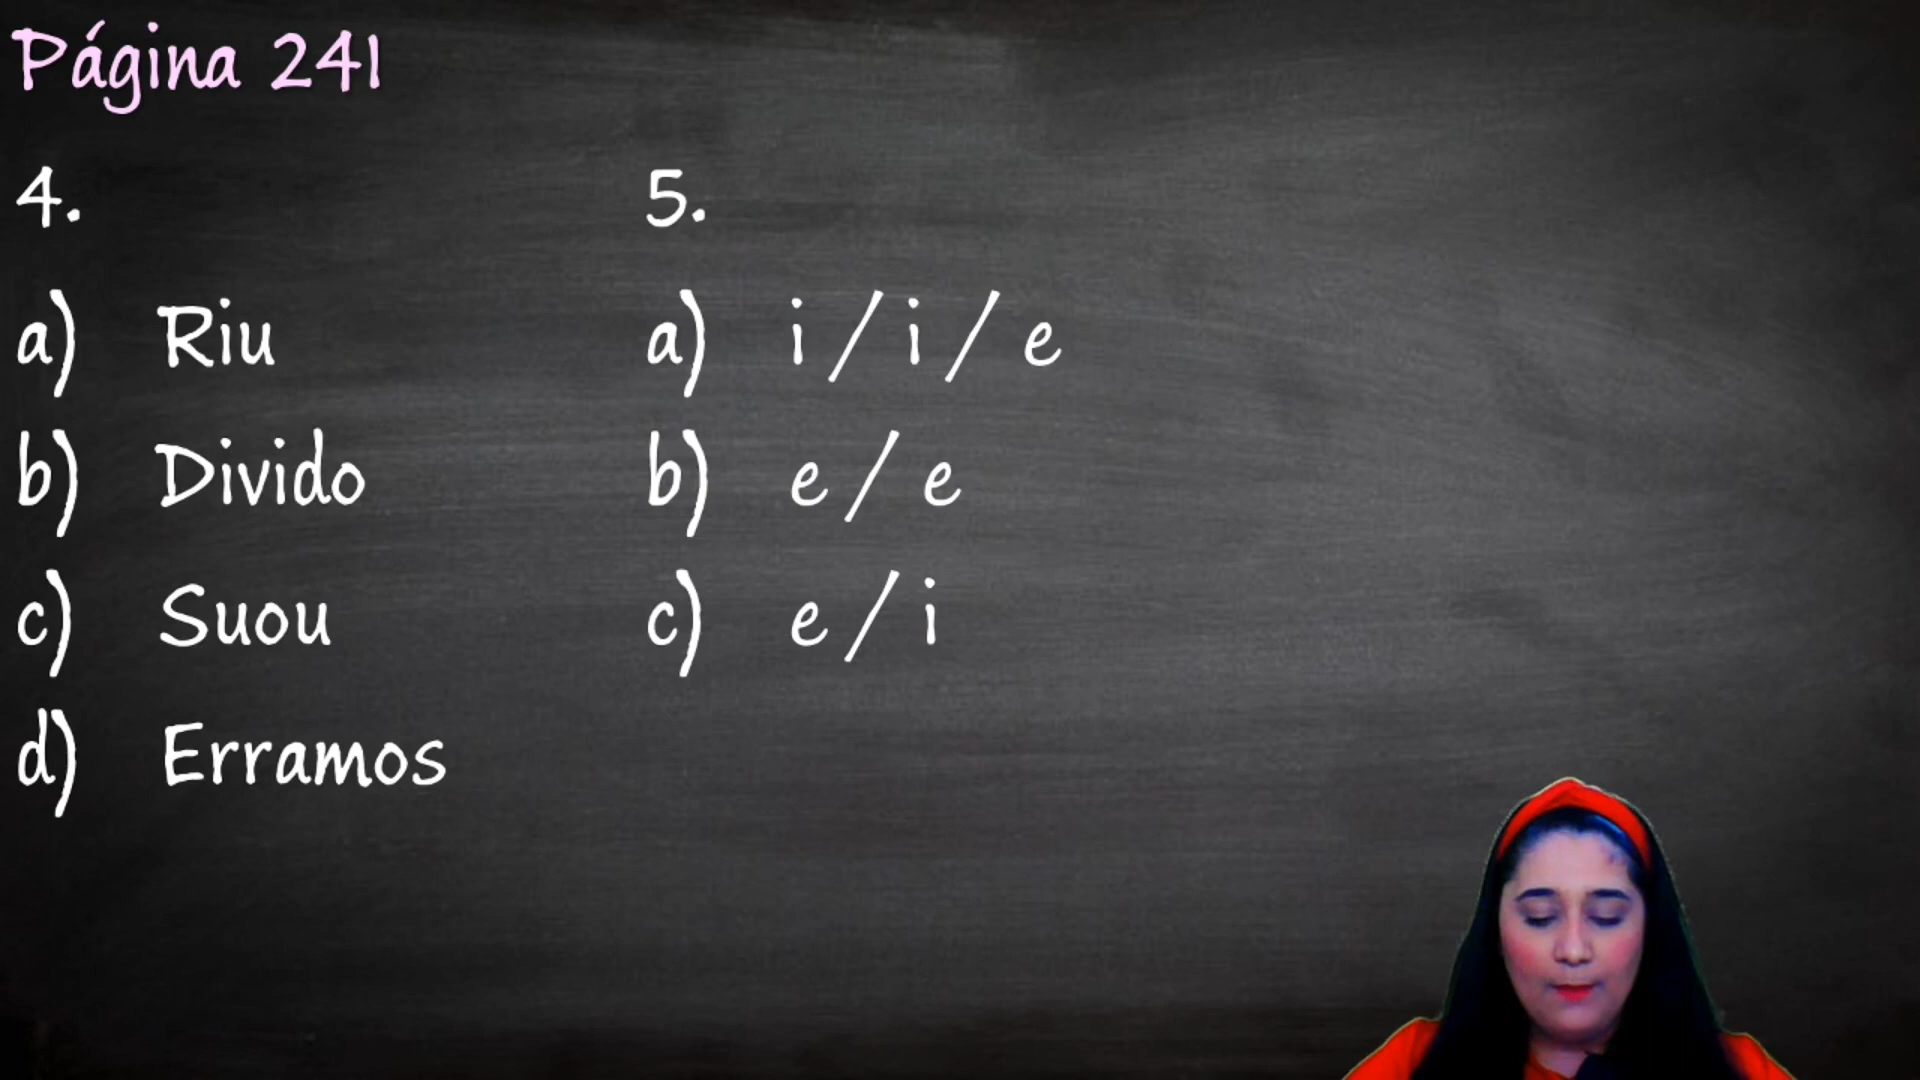 Página 241
4.
a) Riu
b) Divido
c) Suou
d) Erramos
5.
a) i / i / e
b) e / e
c) e / i